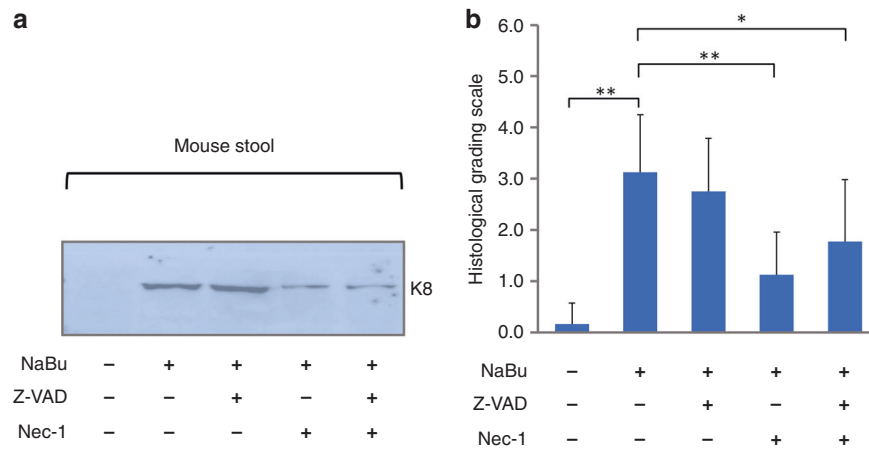 a
Mouse stool
K8
NaBu – + + + +
Z-VAD – – + – +
Nec-1 – – – + +
b
Histological grading scale
6.0
5.0
4.0
3.0
2.0
1.0
0.0
*
**
**
NaBu – + + + +
Z-VAD – – + – +
Nec-1 – – – + +